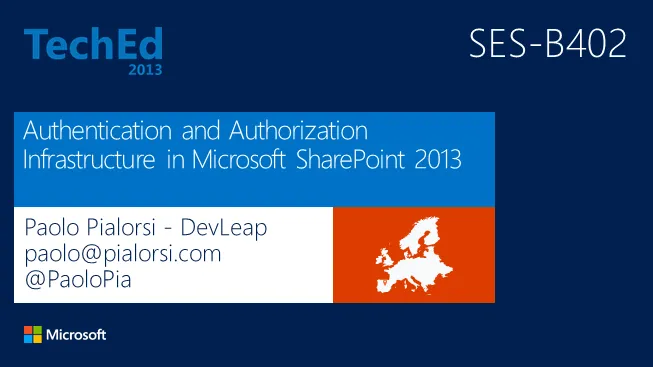 TechEd
2013
SES-B402
Authentication and Authorization
Infrastructure in Microsoft SharePoint 2013
Paolo Pialorsi - DevLeap
paolo@pialorsi.com
@PaoloPia
Microsoft